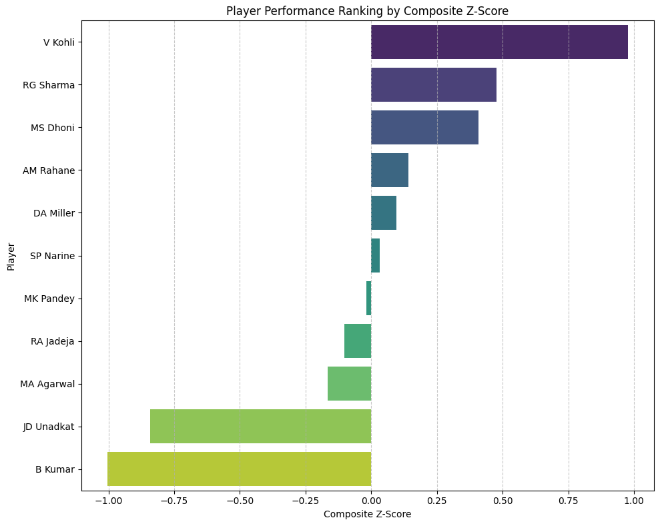 Player Performance Ranking by Composite Z-Score
V Kohli
RG Sharma
MS Dhoni
AM Rahane
DA Miller
SP Narine
MK Pandey
RA Jadeja
MA Agarwal
JD Unadkat
B Kumar
Player
−1.00 −0.75 −0.50 −0.25 0.00 0.25 0.50 0.75 1.00
Composite Z-Score